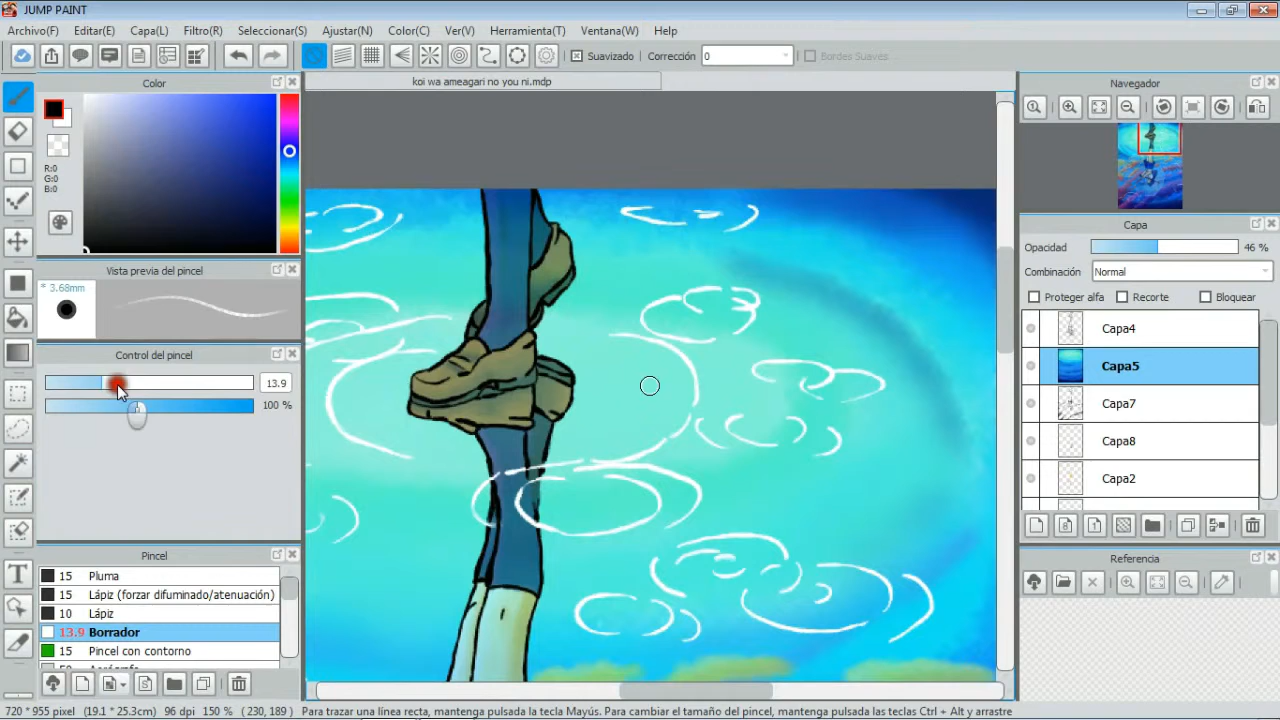 JUMP PAINT
Archivo(F) Editar(E) Capa(L) Filtro(R) Seleccionar(S) Ajustar(N) Color(C) Ver(V) Herramienta(T) Ventana(W) Help
Suavizado Corrección 0 Bordes Suaves
Color
koi wa ameagari no you ni.mdp
Navegador
R:0
G:0
B:0
Capa
Opacidad 46 %
Vista previa del pincel
Combinación Normal
* 3.68mm
Proteger alfa Recorte Bloquear
Capa4
Control del pincel
Capa5
13.9
100 %
Capa7
Capa8
Capa2
Pincel
Referencia
15 Pluma
15 Lápiz (forzar difuminado/atenuación)
10 Lápiz
13.9 Borrador
15 Pincel con contorno
T
720 * 955 pixel (19.1 * 25.3cm) 96 dpi 150 % ( 230, 189 ) Para trazar una línea recta, mantenga pulsada la tecla Mayús. Para cambiar el tamaño del pincel, mantenga pulsadas las teclas Ctrl + Alt y arrastre